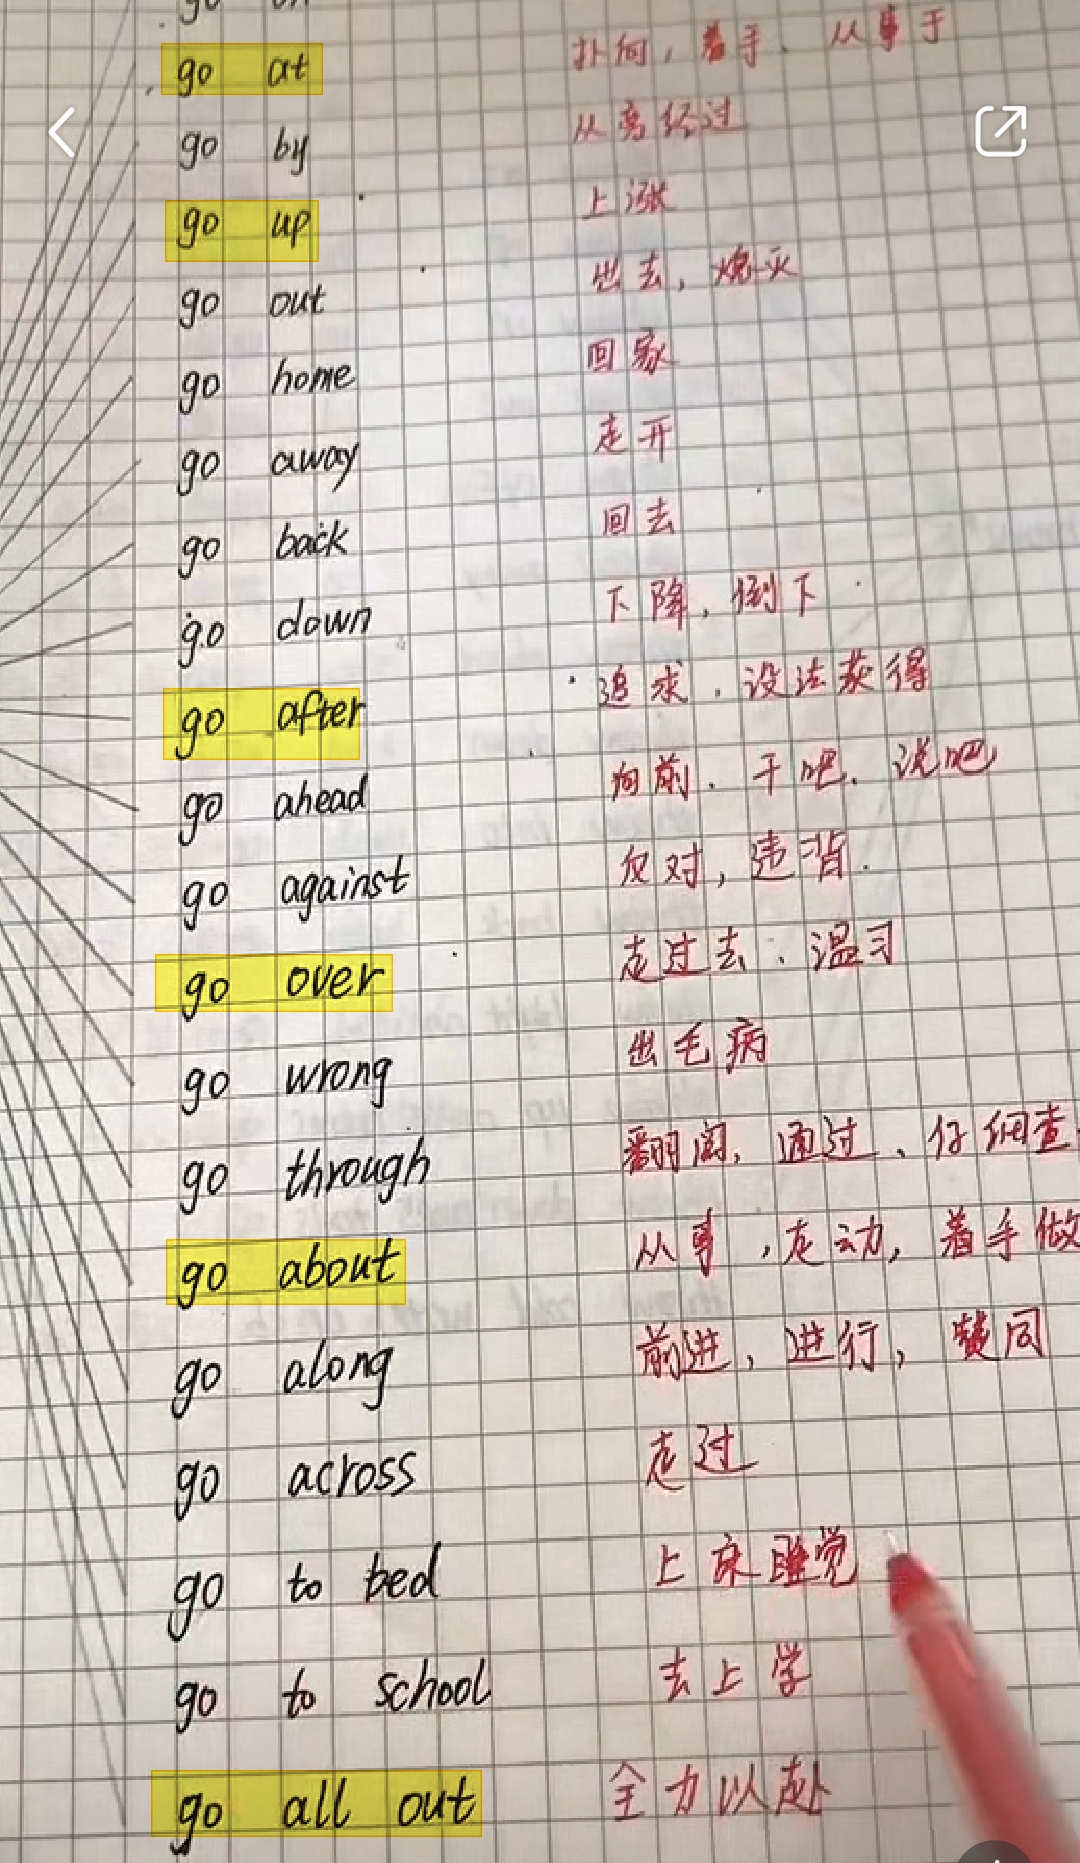 go at 扑向，着手、从事于
go by 从旁经过
go up 上涨
go out 出去，熄灭
go home 回家
go away 走开
go back 回去
go down 下降，倒下
go after 追求．设法获得
go ahead 向前．干吧．说吧
go against 反对，违背．
go over 走过去．温习
go wrong 出毛病
go through 翻阅，通过、仔细查
go about 从事，走动，着手做
go along 前进，进行，赞同
go across 走过
go to bed 上床睡觉
go to school 去上学
go all out 全力以赴